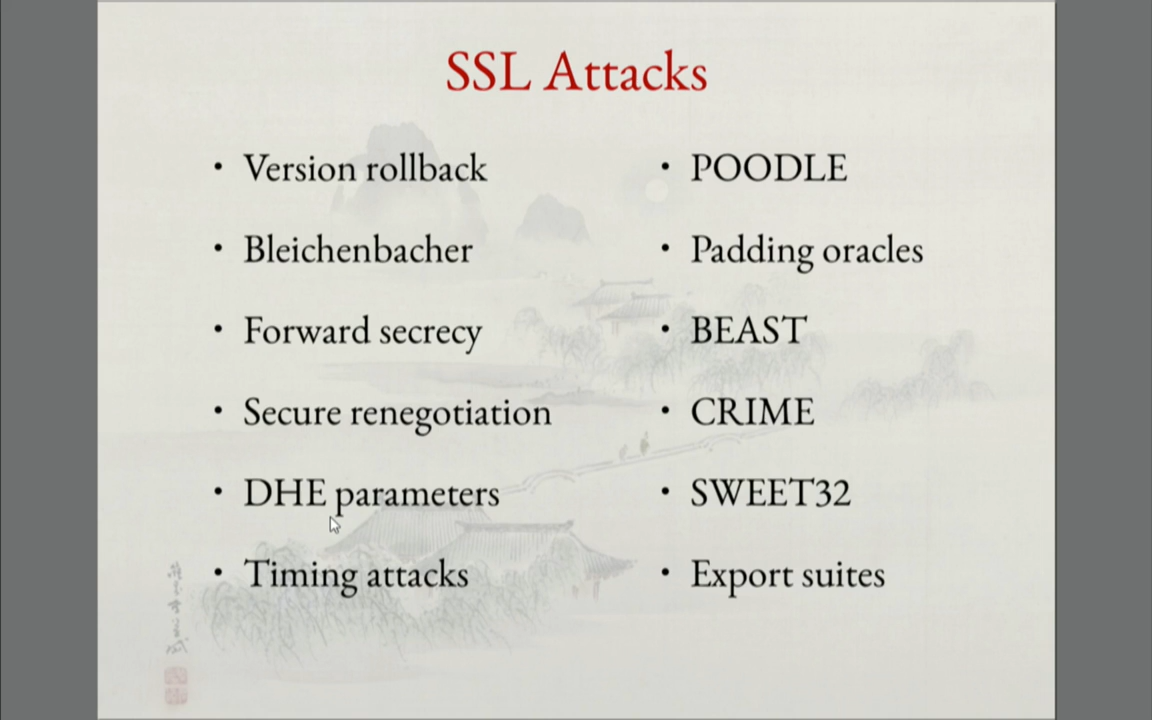 SSL Attacks
• Version rollback
• Bleichenbacher
• Forward secrecy
• Secure renegotiation
• DHE parameters
• Timing attacks
• POODLE
• Padding oracles
• BEAST
• CRIME
• SWEET32
• Export suites